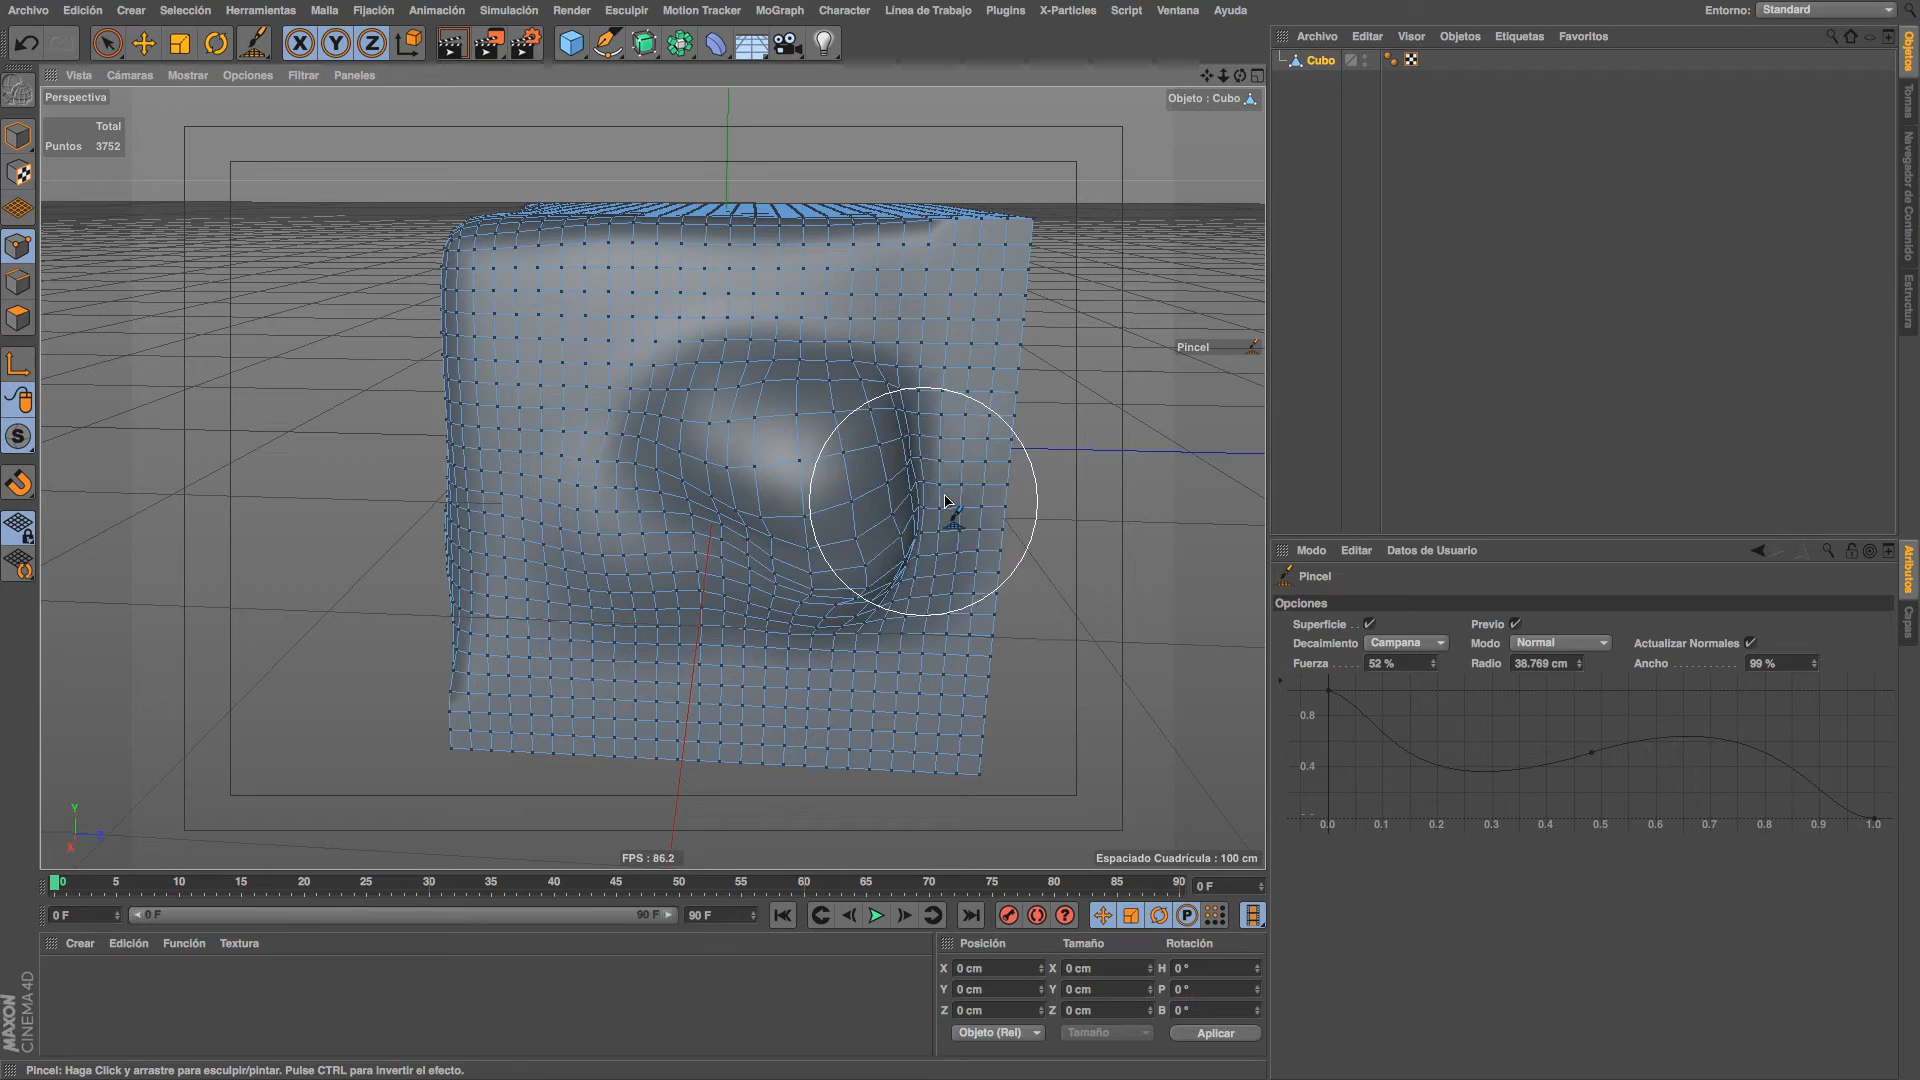 Archivo Edición Crear Selección Herramientas Malla Fijación Animación Simulación Render Esculpir Motion Tracker MoGraph Character Línea de Trabajo Plugins X-Particles Script Ventana Ayuda
Entorno: Standard
Archivo Editar Visor Objetos Etiquetas Favoritos
Cubo
Objetos
Tomas
Navegador de Contenido
Estructura
Vista Cámaras Mostrar Opciones Filtrar Paneles
Perspectiva
Objeto : Cubo
Total
Puntos 3752
Pincel
Y
Z
X
FPS : 86.2
Espaciado Cuadrícula : 100 cm
Modo Editar Datos de Usuario
Atributos
Capas
Pincel
Opciones
Superficie . . Previo
Decaimiento Campana Modo Normal Actualizar Normales
Fuerza . . . . . 52 % Radio 38.769 cm Ancho . . . . . . . . . . 99 %
0.8
0.4
0.0 0.1 0.2 0.3 0.4 0.5 0.6 0.7 0.8 0.9 1.0
0 5 10 15 20 25 30 35 40 45 50 55 60 65 70 75 80 85 90 0 F
0 F 0 F 90 F 90 F
Crear Edición Función Textura
Posición Tamaño Rotación
X 0 cm X 0 cm H 0 °
Y 0 cm Y 0 cm P 0 °
Z 0 cm Z 0 cm B 0 °
Objeto (Rel) Tamaño Aplicar
MAXON
CINEMA 4D
Pincel: Haga Click y arrastre para esculpir/pintar. Pulse CTRL para invertir el efecto.